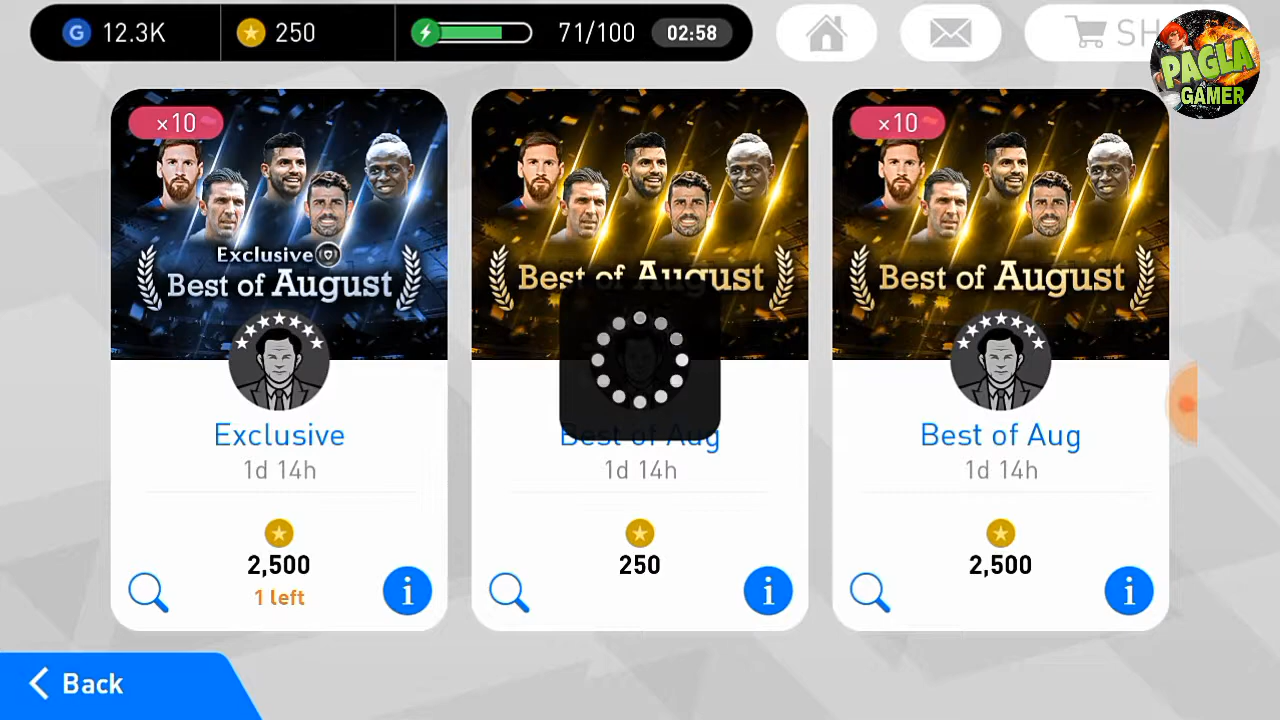 G 12.3K
250
71/100
02:58
SH
PAGLA
GAMER
×10
Exclusive
Best of August
Exclusive
1d 14h
2,500
1 left
i
Best of August
Best of Aug
1d 14h
250
i
×10
Best of August
Best of Aug
1d 14h
2,500
i
Back